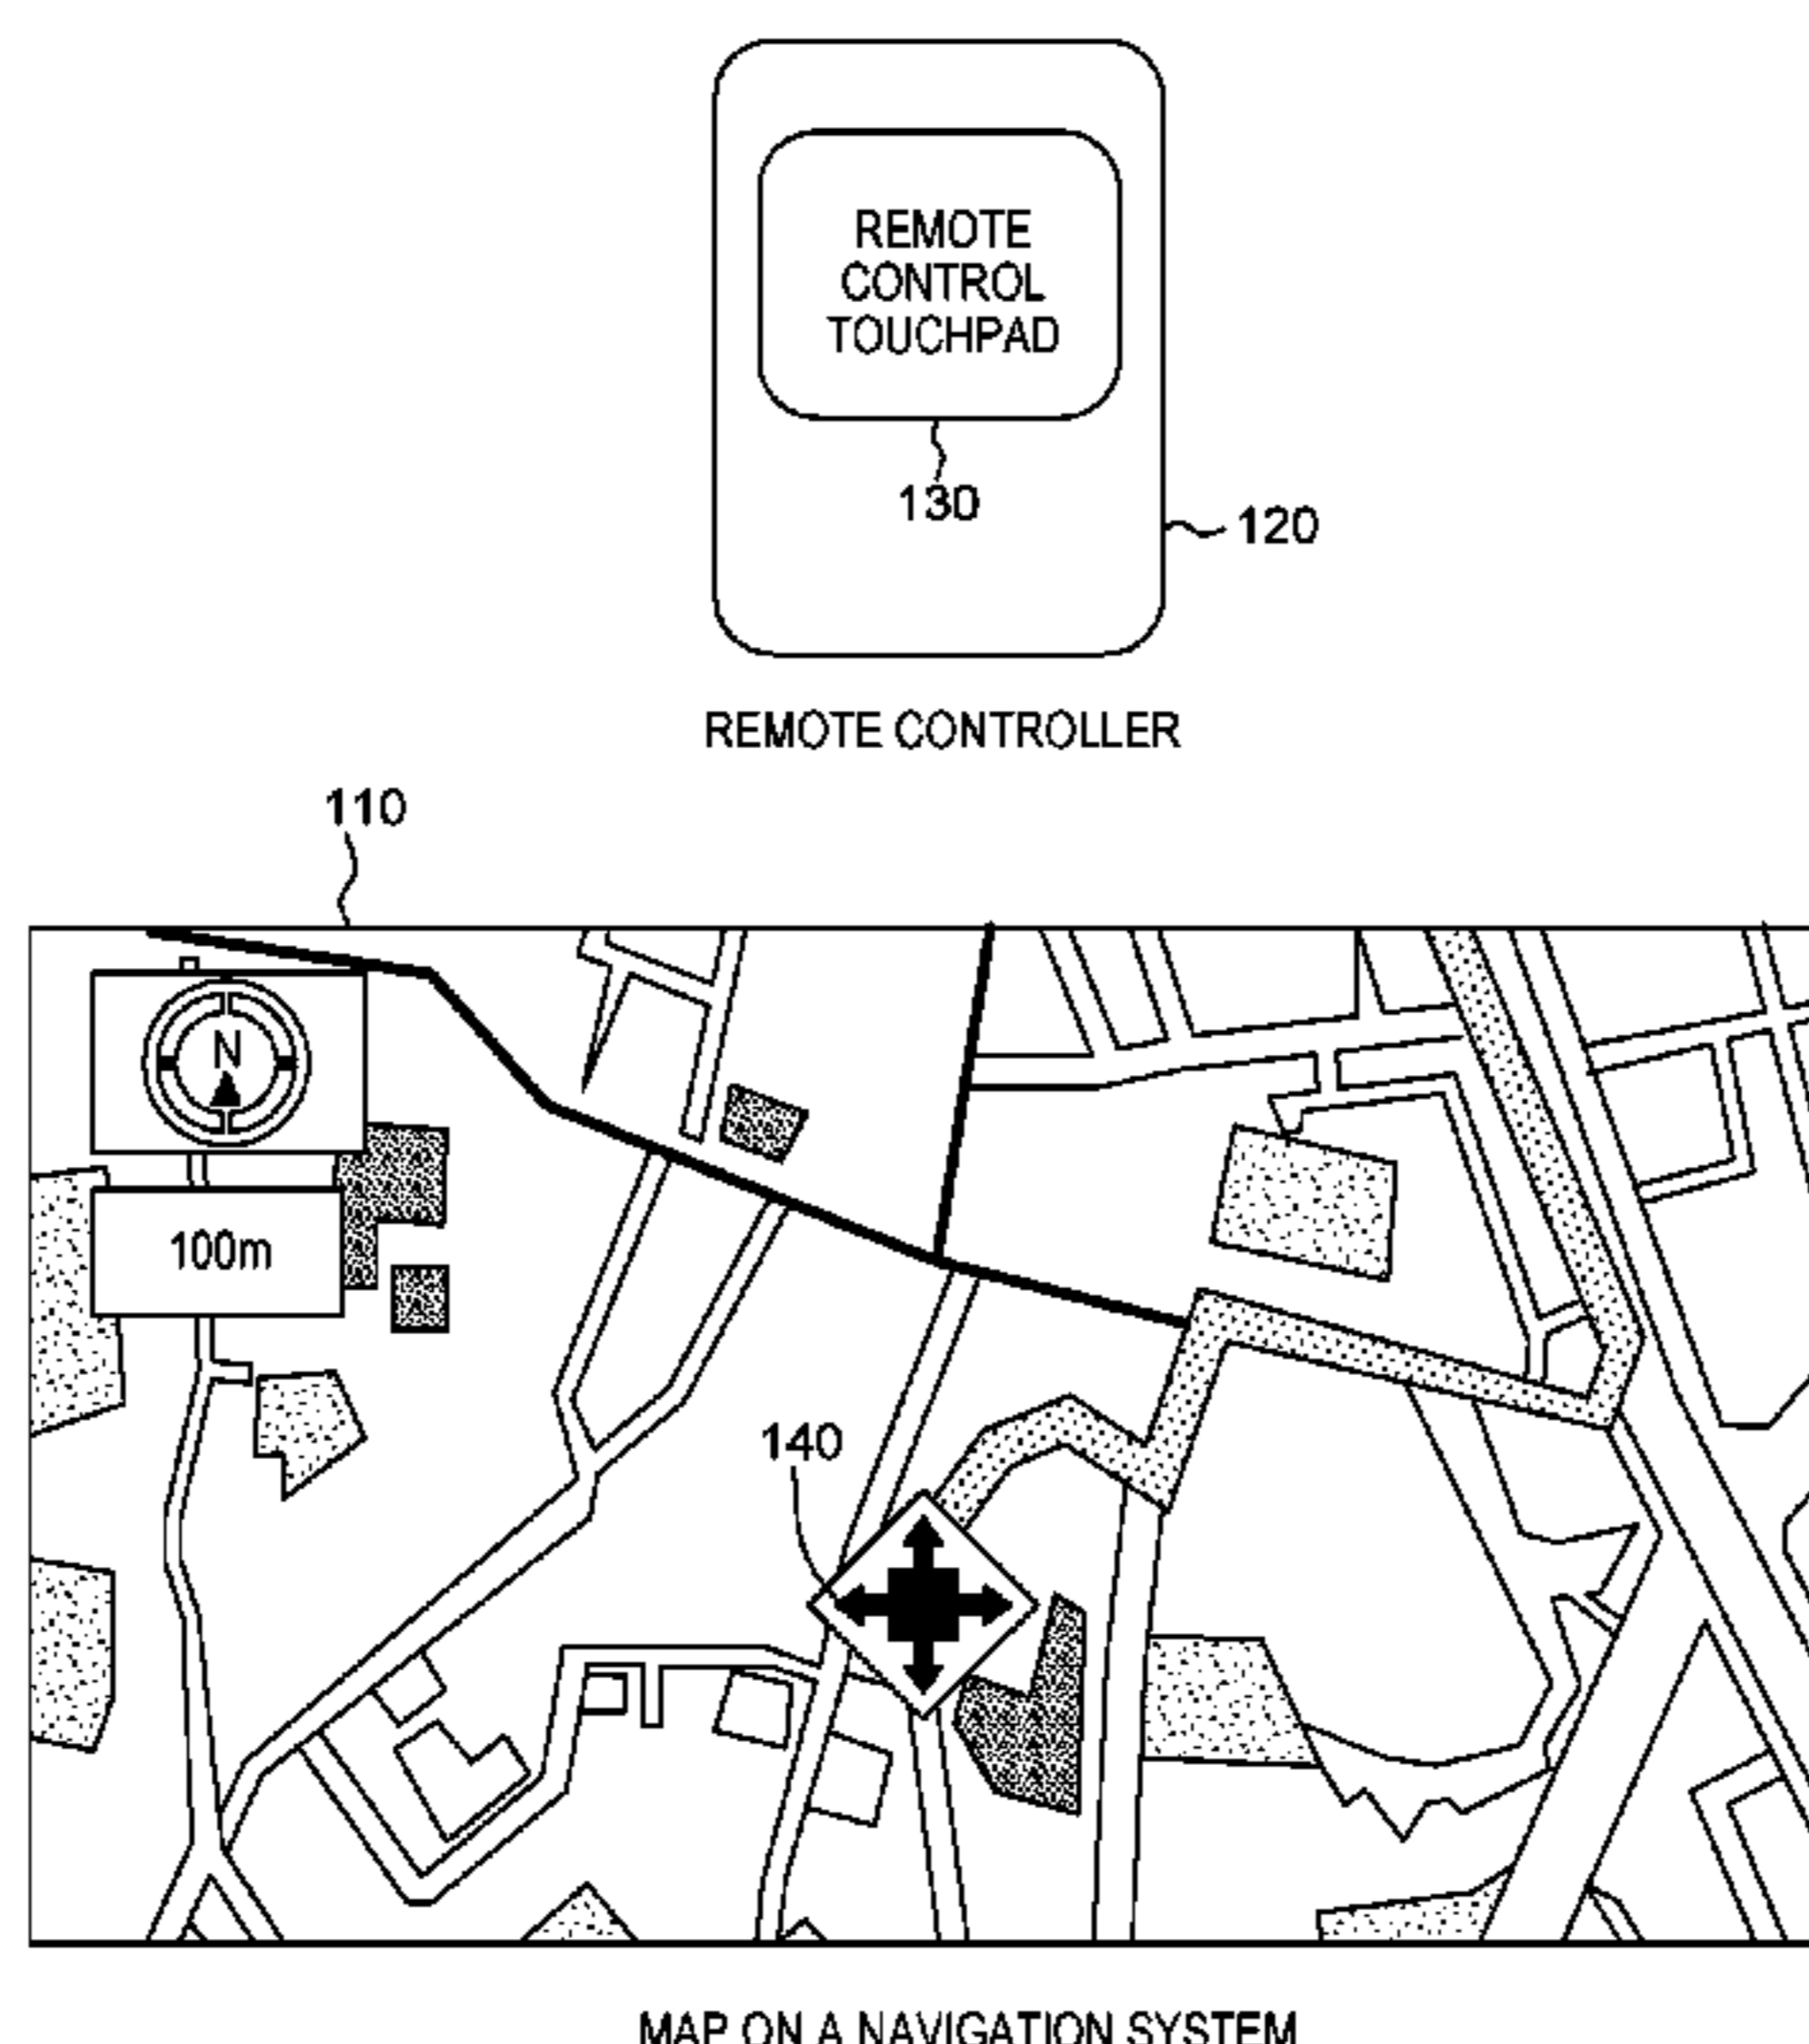 REMOTE
CONTROL
TOUCHPAD
130
120
REMOTE CONTROLLER
110
N
100m
140
MAP ON A NAVIGATION SYSTEM